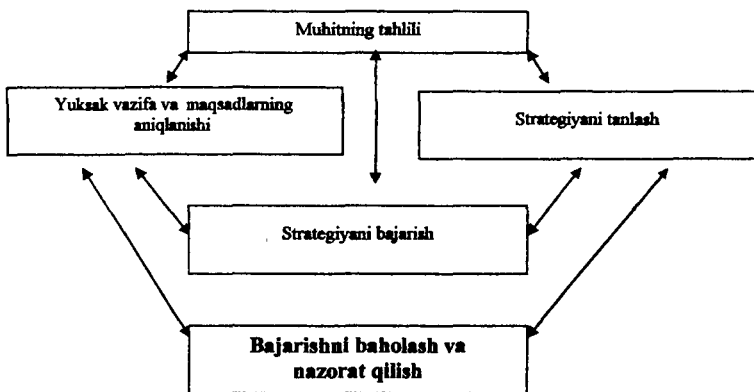 Muhitning tahlili
Yuksak vazifa va maqsadlarning
aniqlanishi
Strategiyani tanlash
Strategiyani bajarish
Bajarishni baholash va
nazorat qilish